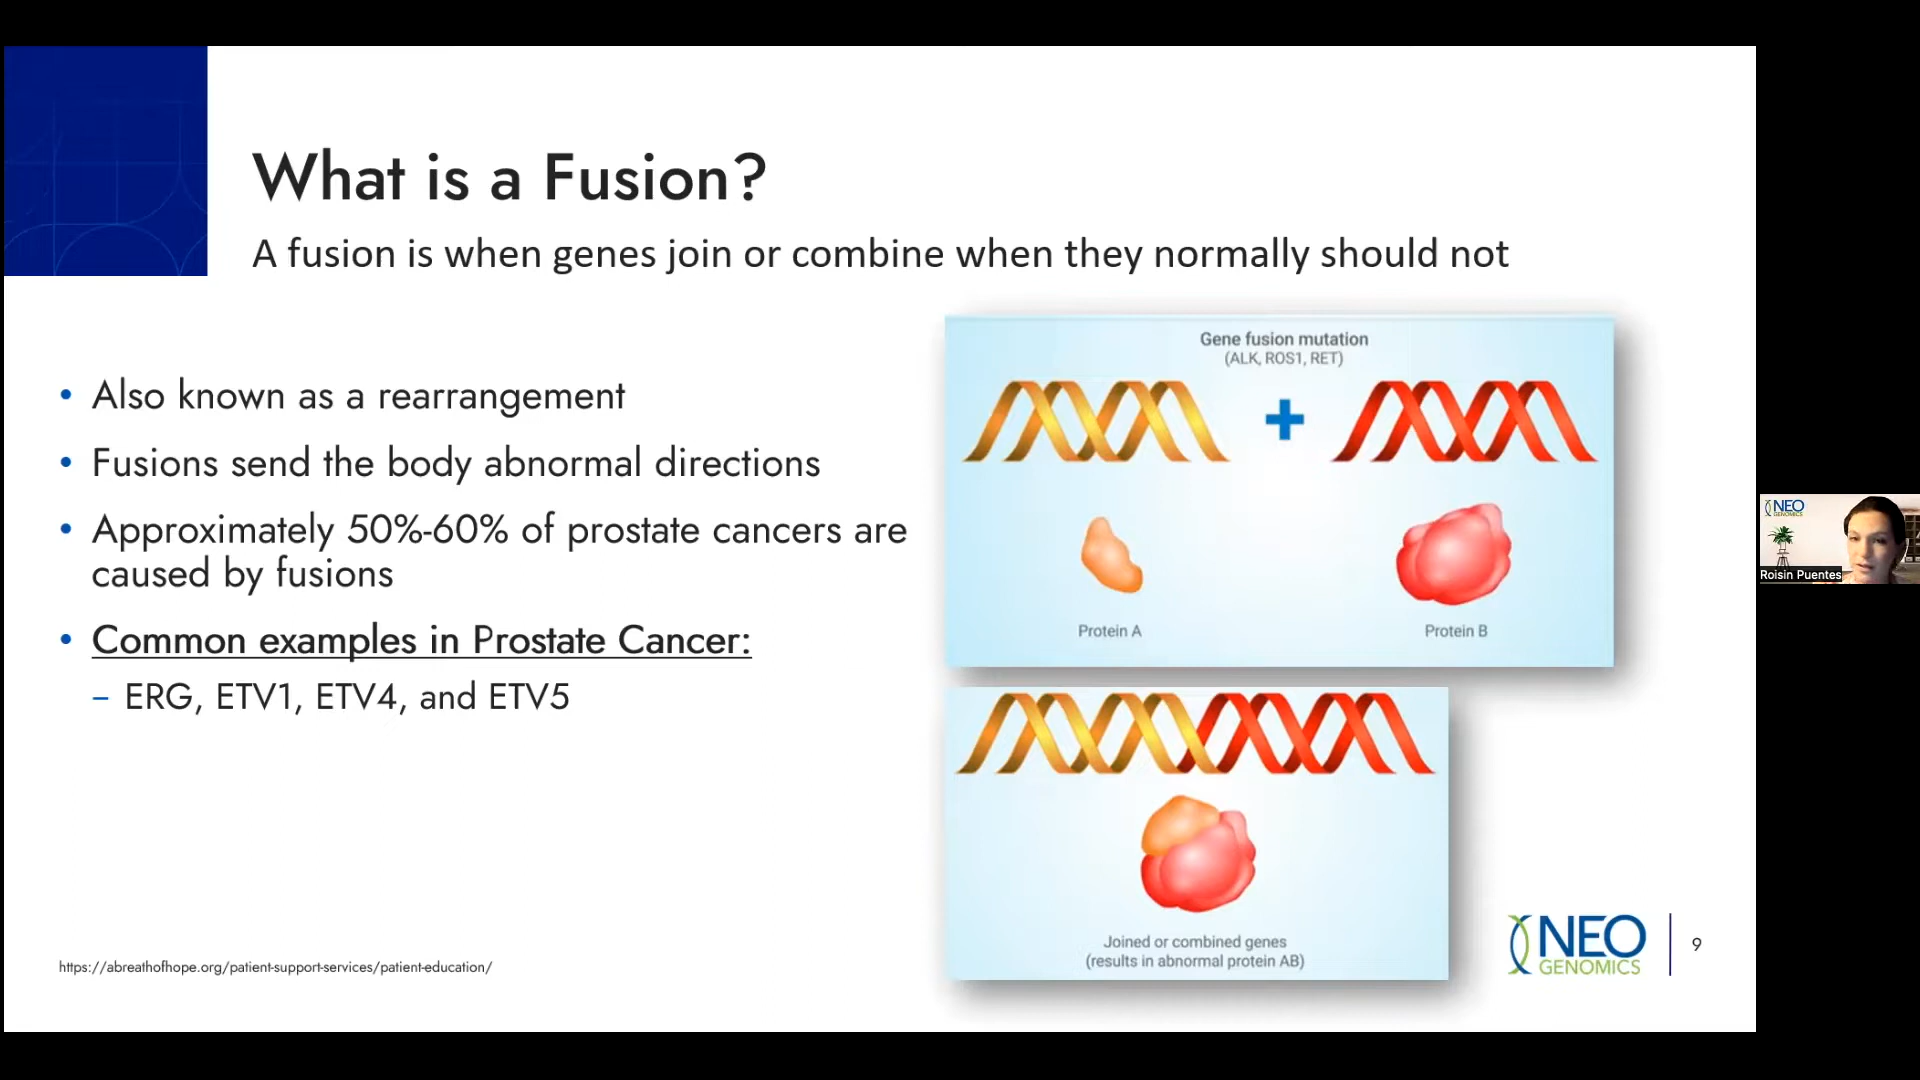 What is a Fusion?
A fusion is when genes join or combine when they normally should not
• Also known as a rearrangement
• Fusions send the body abnormal directions
• Approximately 50%-60% of prostate cancers are
caused by fusions
• Common examples in Prostate Cancer:
– ERG, ETV1, ETV4, and ETV5
Gene fusion mutation
(ALK, ROS1, RET)
Protein A
Protein B
Joined or combined genes
(results in abnormal protein AB)
https://abreathofhope.org/patient-support-services/patient-education/
NEO
GENOMICS
9
NEO
GENOMICS
Roisin Puentes